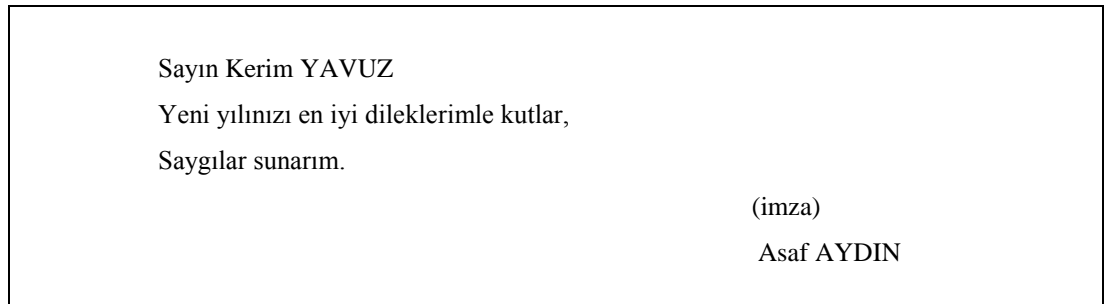 Sayın Kerim YAVUZ
Yeni yılınızı en iyi dileklerimle kutlar,
Saygılar sunarım.
(imza)
Asaf AYDIN